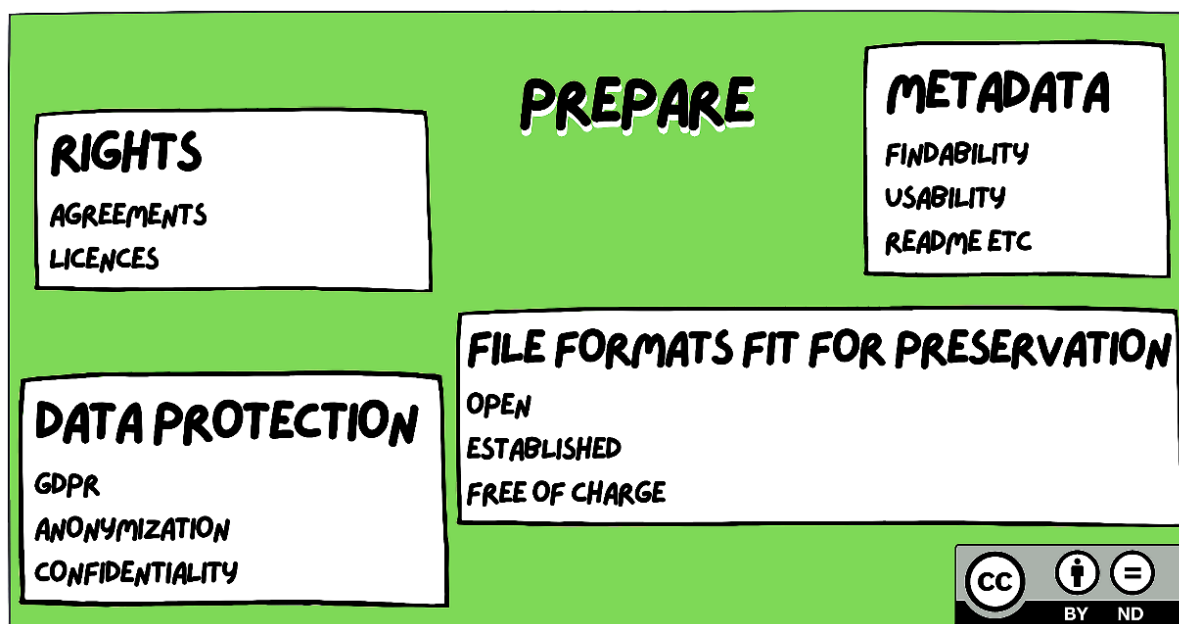 PREPARE
RIGHTS
AGREEMENTS
LICENCES
METADATA
FINDABILITY
USABILITY
README ETC
DATA PROTECTION
GDPR
ANONYMIZATION
CONFIDENTIALITY
FILE FORMATS FIT FOR PRESERVATION
OPEN
ESTABLISHED
FREE OF CHARGE
CC
BY ND